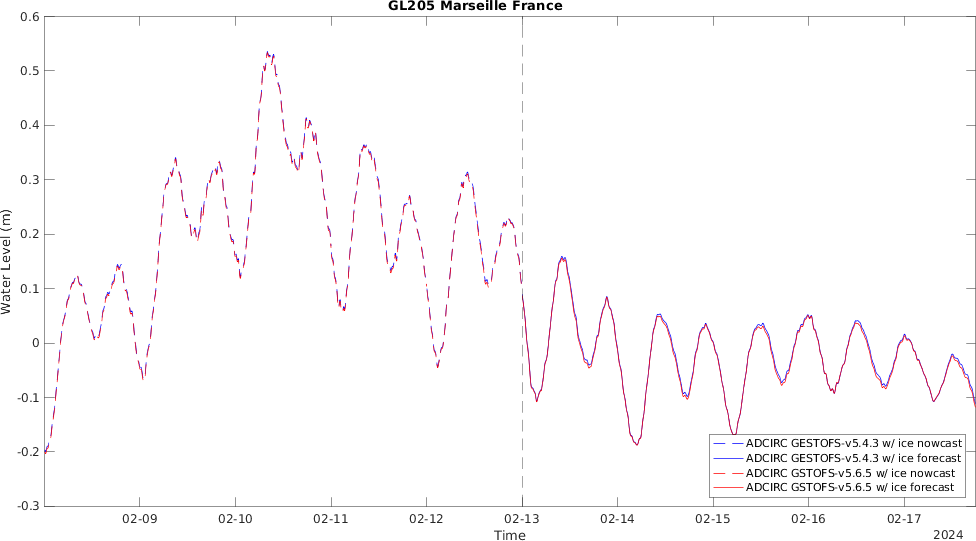 GL205 Marseille France
0.6
0.5
0.4
0.3
0.2
0.1
0
-0.1
-0.2
-0.3
Water Level (m)
ADCIRC GESTOFS-v5.4.3 w/ ice nowcast
ADCIRC GESTOFS-v5.4.3 w/ ice forecast
ADCIRC GSTOFS-v5.6.5 w/ ice nowcast
ADCIRC GSTOFS-v5.6.5 w/ ice forecast
02-09 02-10 02-11 02-12 02-13 02-14 02-15 02-16 02-17
Time
2024